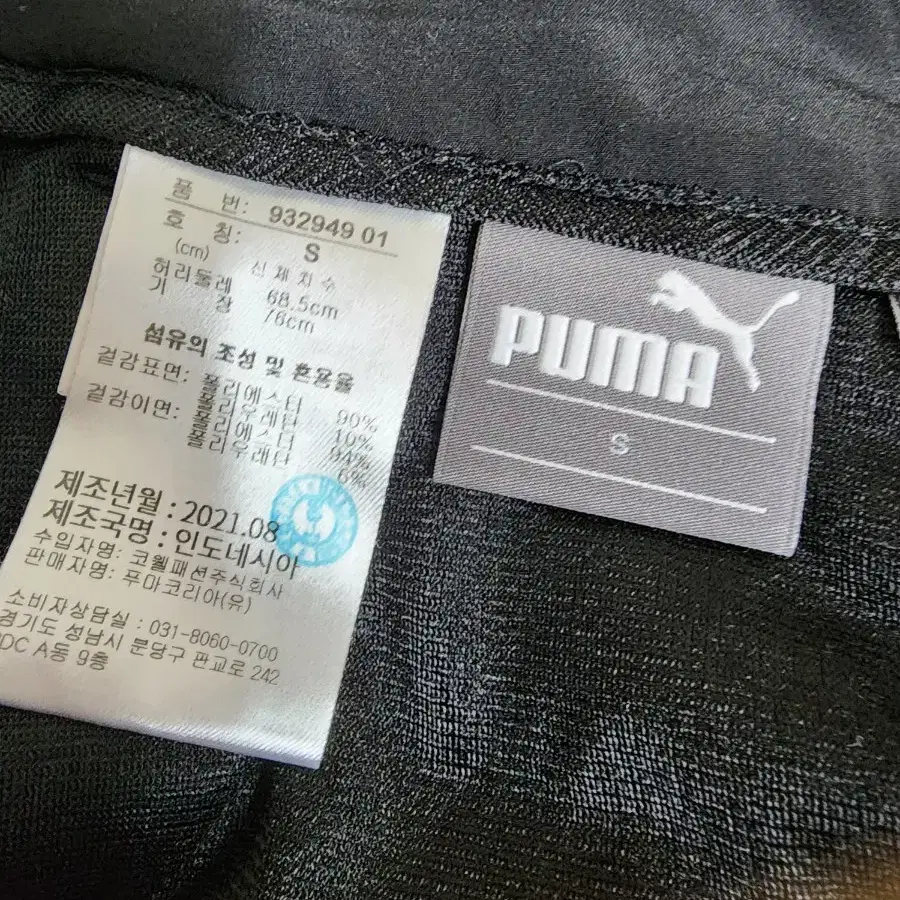 품 번: 932949 01
호 칭: S
(cm) 신체치수
허리둘레 68.5cm
기 장 76cm
섬유의 조성 및 혼용율
겉감표면: 폴리에스터 90%
폴리우레탄 10%
겉감이면: 폴리에스터 94%
폴리우레탄 6%
제조년월 : 2021.08
제조국명 : 인도네시아
수입자명: 코웰패션주식회사
판매자명: 푸마코리아(유)
소비자상담실 : 031-8060-0700
경기도 성남시 분당구 판교로 242
PDC A동 9층
PUMA
S